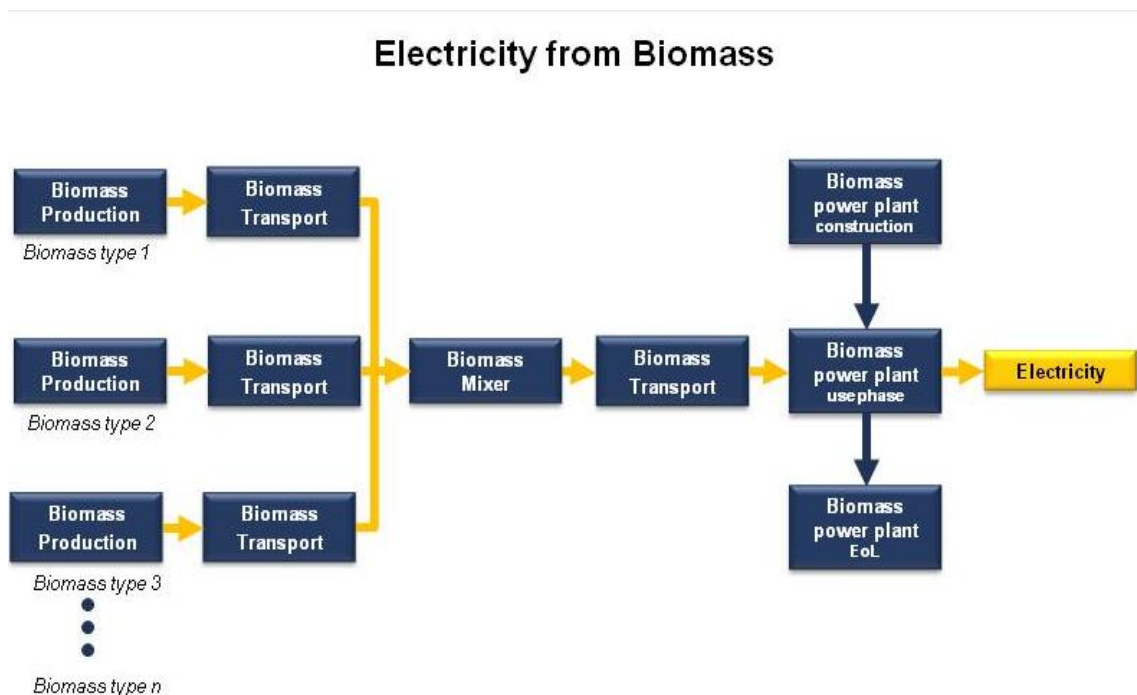 Electricity from Biomass
Biomass
Production
Biomass type 1
Biomass
Transport
Biomass
Production
Biomass type 2
Biomass
Transport
Biomass
Production
Biomass type 3
Biomass type n
Biomass
Transport
Biomass
Mixer
Biomass
Transport
Biomass
power plant
construction
Biomass
power plant
use phase
Biomass
power plant
EoL
Electricity